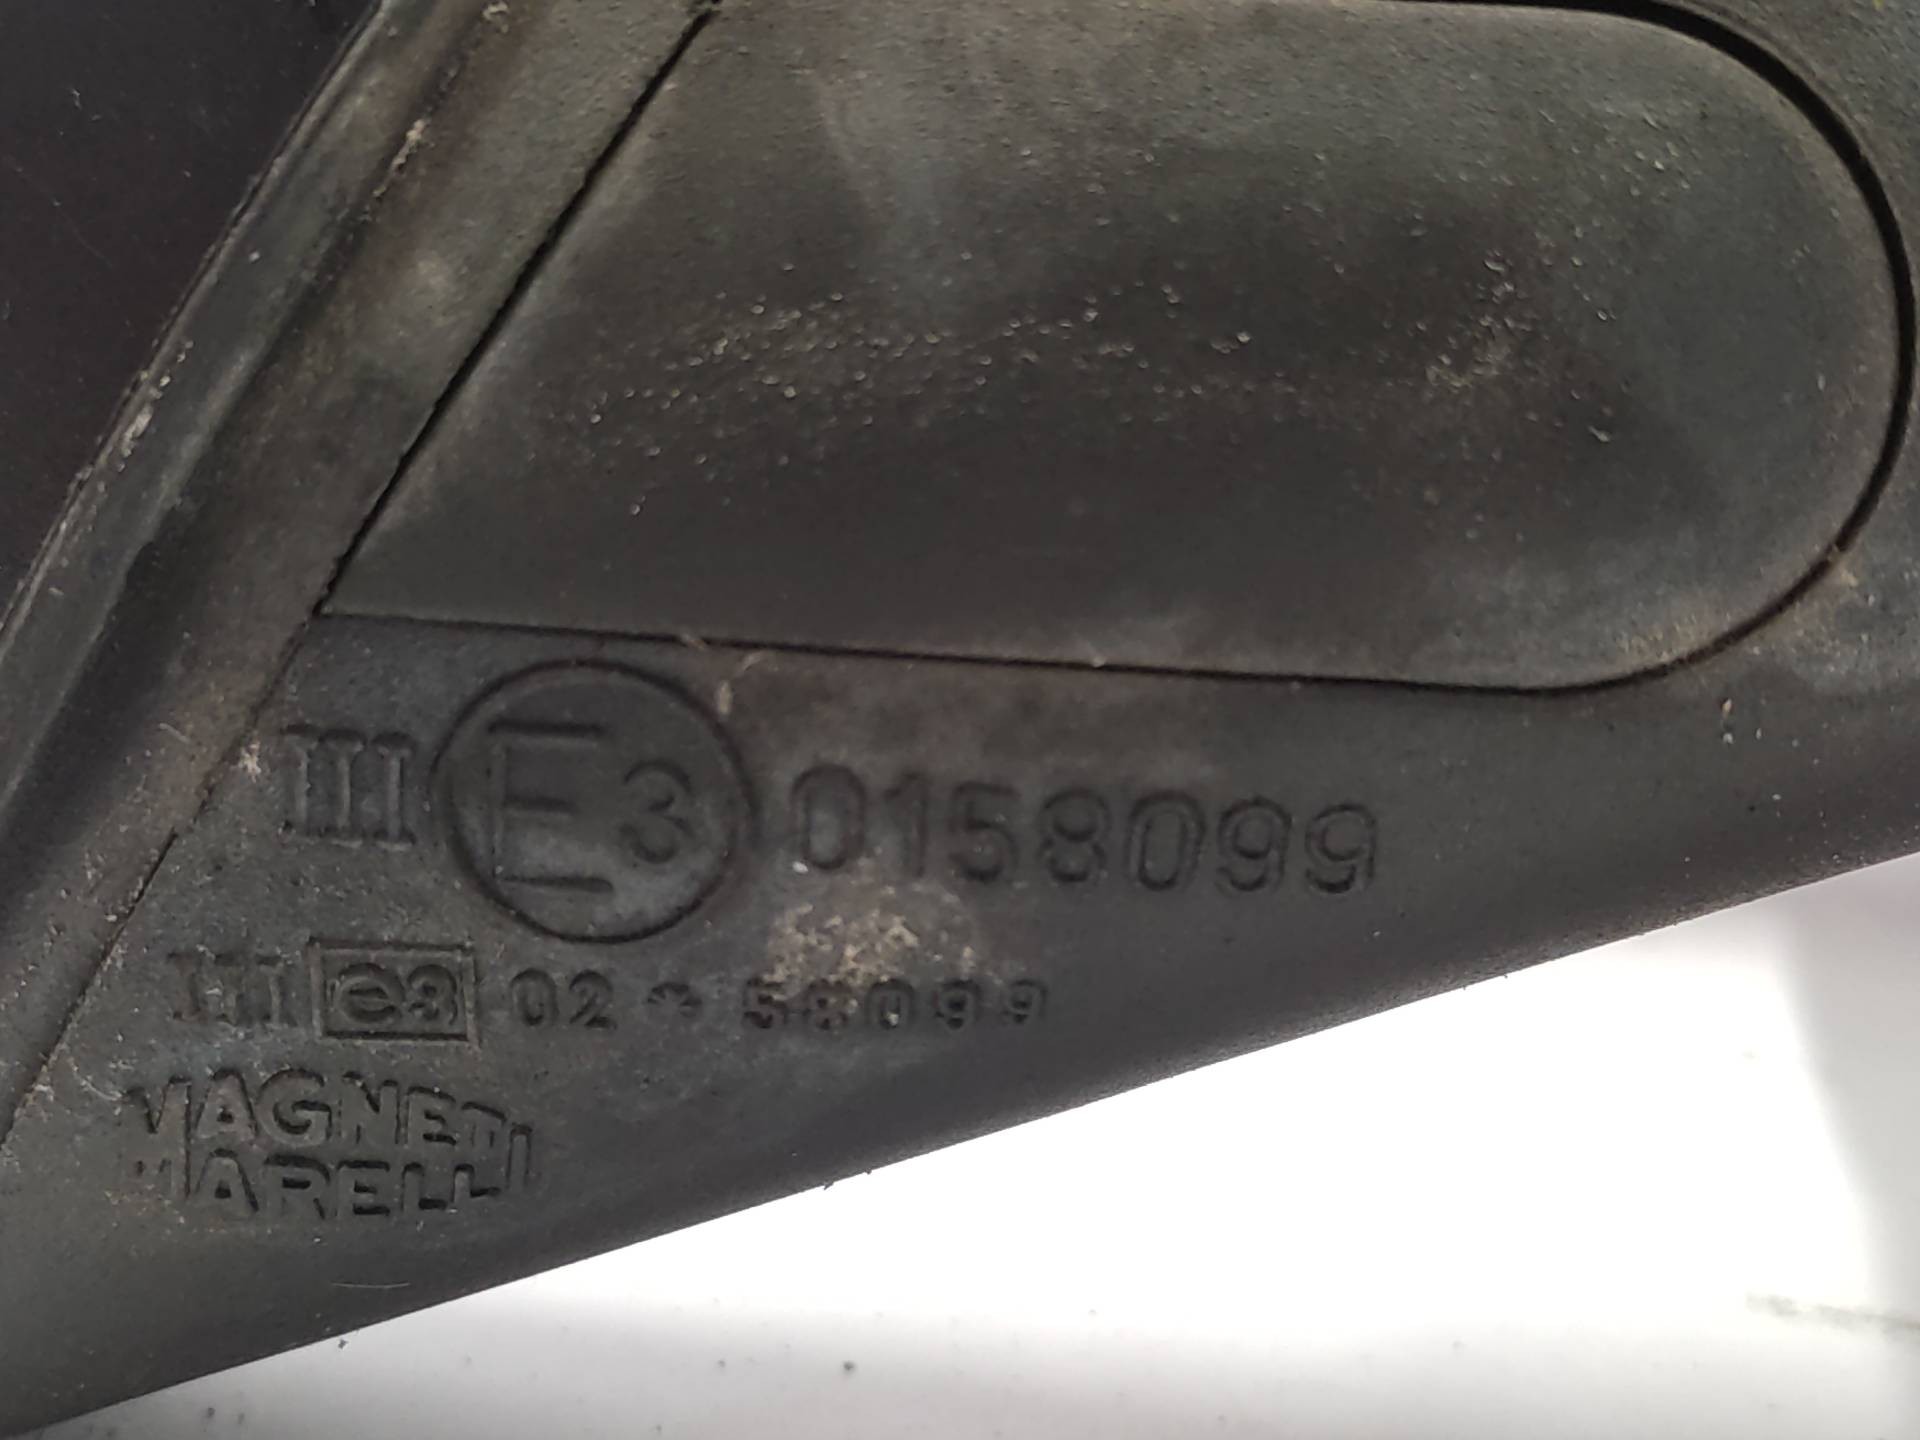 III E3 0158099
III e3 02*58099
MAGNETI
MARELLI